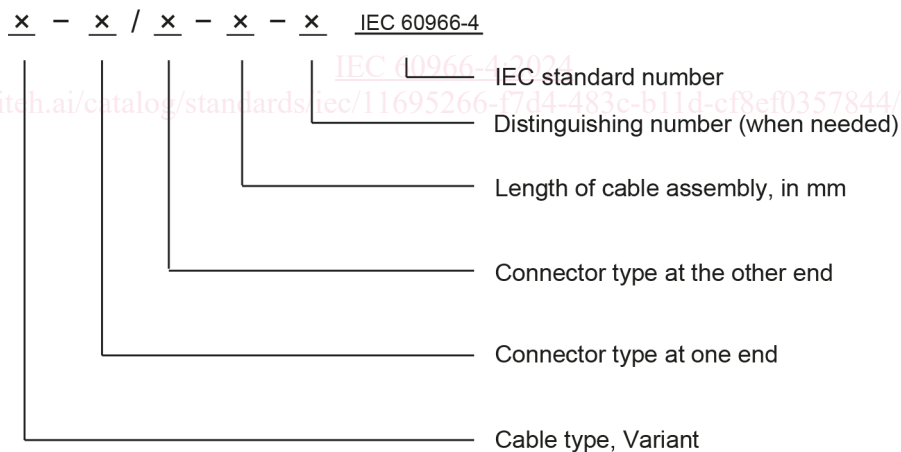 × – × / × – × – × IEC 60966-4
IEC 60966-4:2024
IEC standard number
iteh.ai/catalog/standards/iec/11695266-f7d4-483c-b11d-cf8ef0357844/
Distinguishing number (when needed)
Length of cable assembly, in mm
Connector type at the other end
Connector type at one end
Cable type, Variant